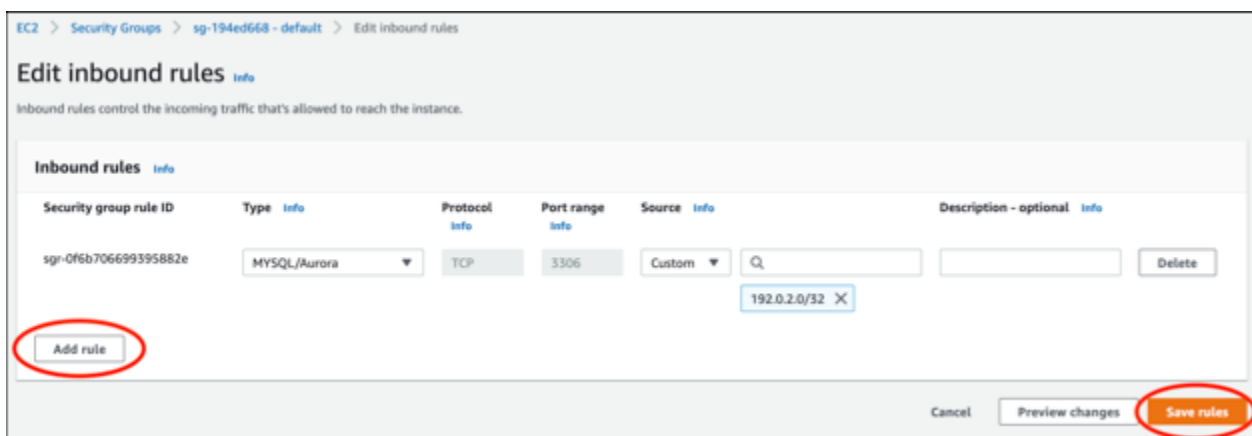 EC2 > Security Groups > sg-194ed668 - default > Edit inbound rules
Edit inbound rules Info
Inbound rules control the incoming traffic that's allowed to reach the instance.
Inbound rules Info
Security group rule ID Type Info Protocol Info Port range Info Source Info Description - optional Info
sgr-0f6b706699395882e MYSQL/Aurora TCP 3306 Custom Delete
192.0.2.0/32 X
Add rule
Cancel Preview changes Save rules